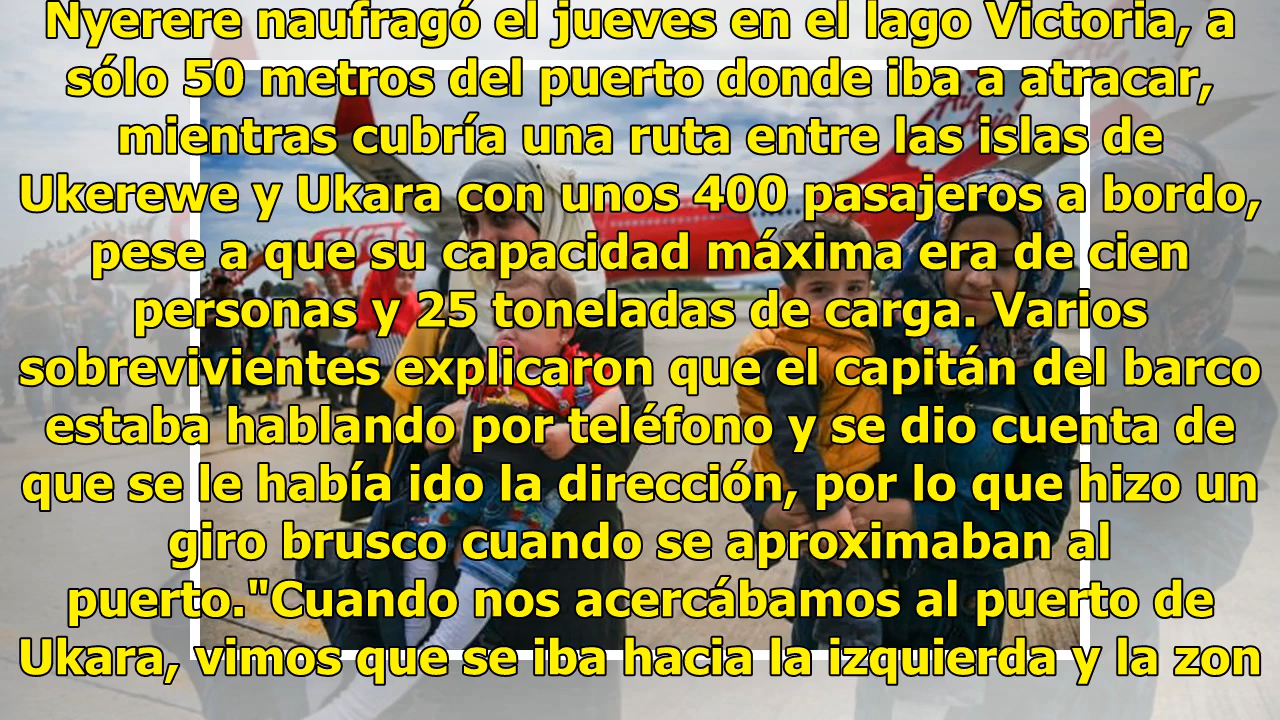 Nyerere naufragó el jueves en el lago Victoria, a
sólo 50 metros del puerto donde iba a atracar,
mientras cubría una ruta entre las islas de
Ukerewe y Ukara con unos 400 pasajeros a bordo,
pese a que su capacidad máxima era de cien
personas y 25 toneladas de carga. Varios
sobrevivientes explicaron que el capitán del barco
estaba hablando por teléfono y se dio cuenta de
que se le había ido la dirección, por lo que hizo un
giro brusco cuando se aproximaban al
puerto."Cuando nos acercábamos al puerto de
Ukara, vimos que se iba hacia la izquierda y la zon
Air
Asia